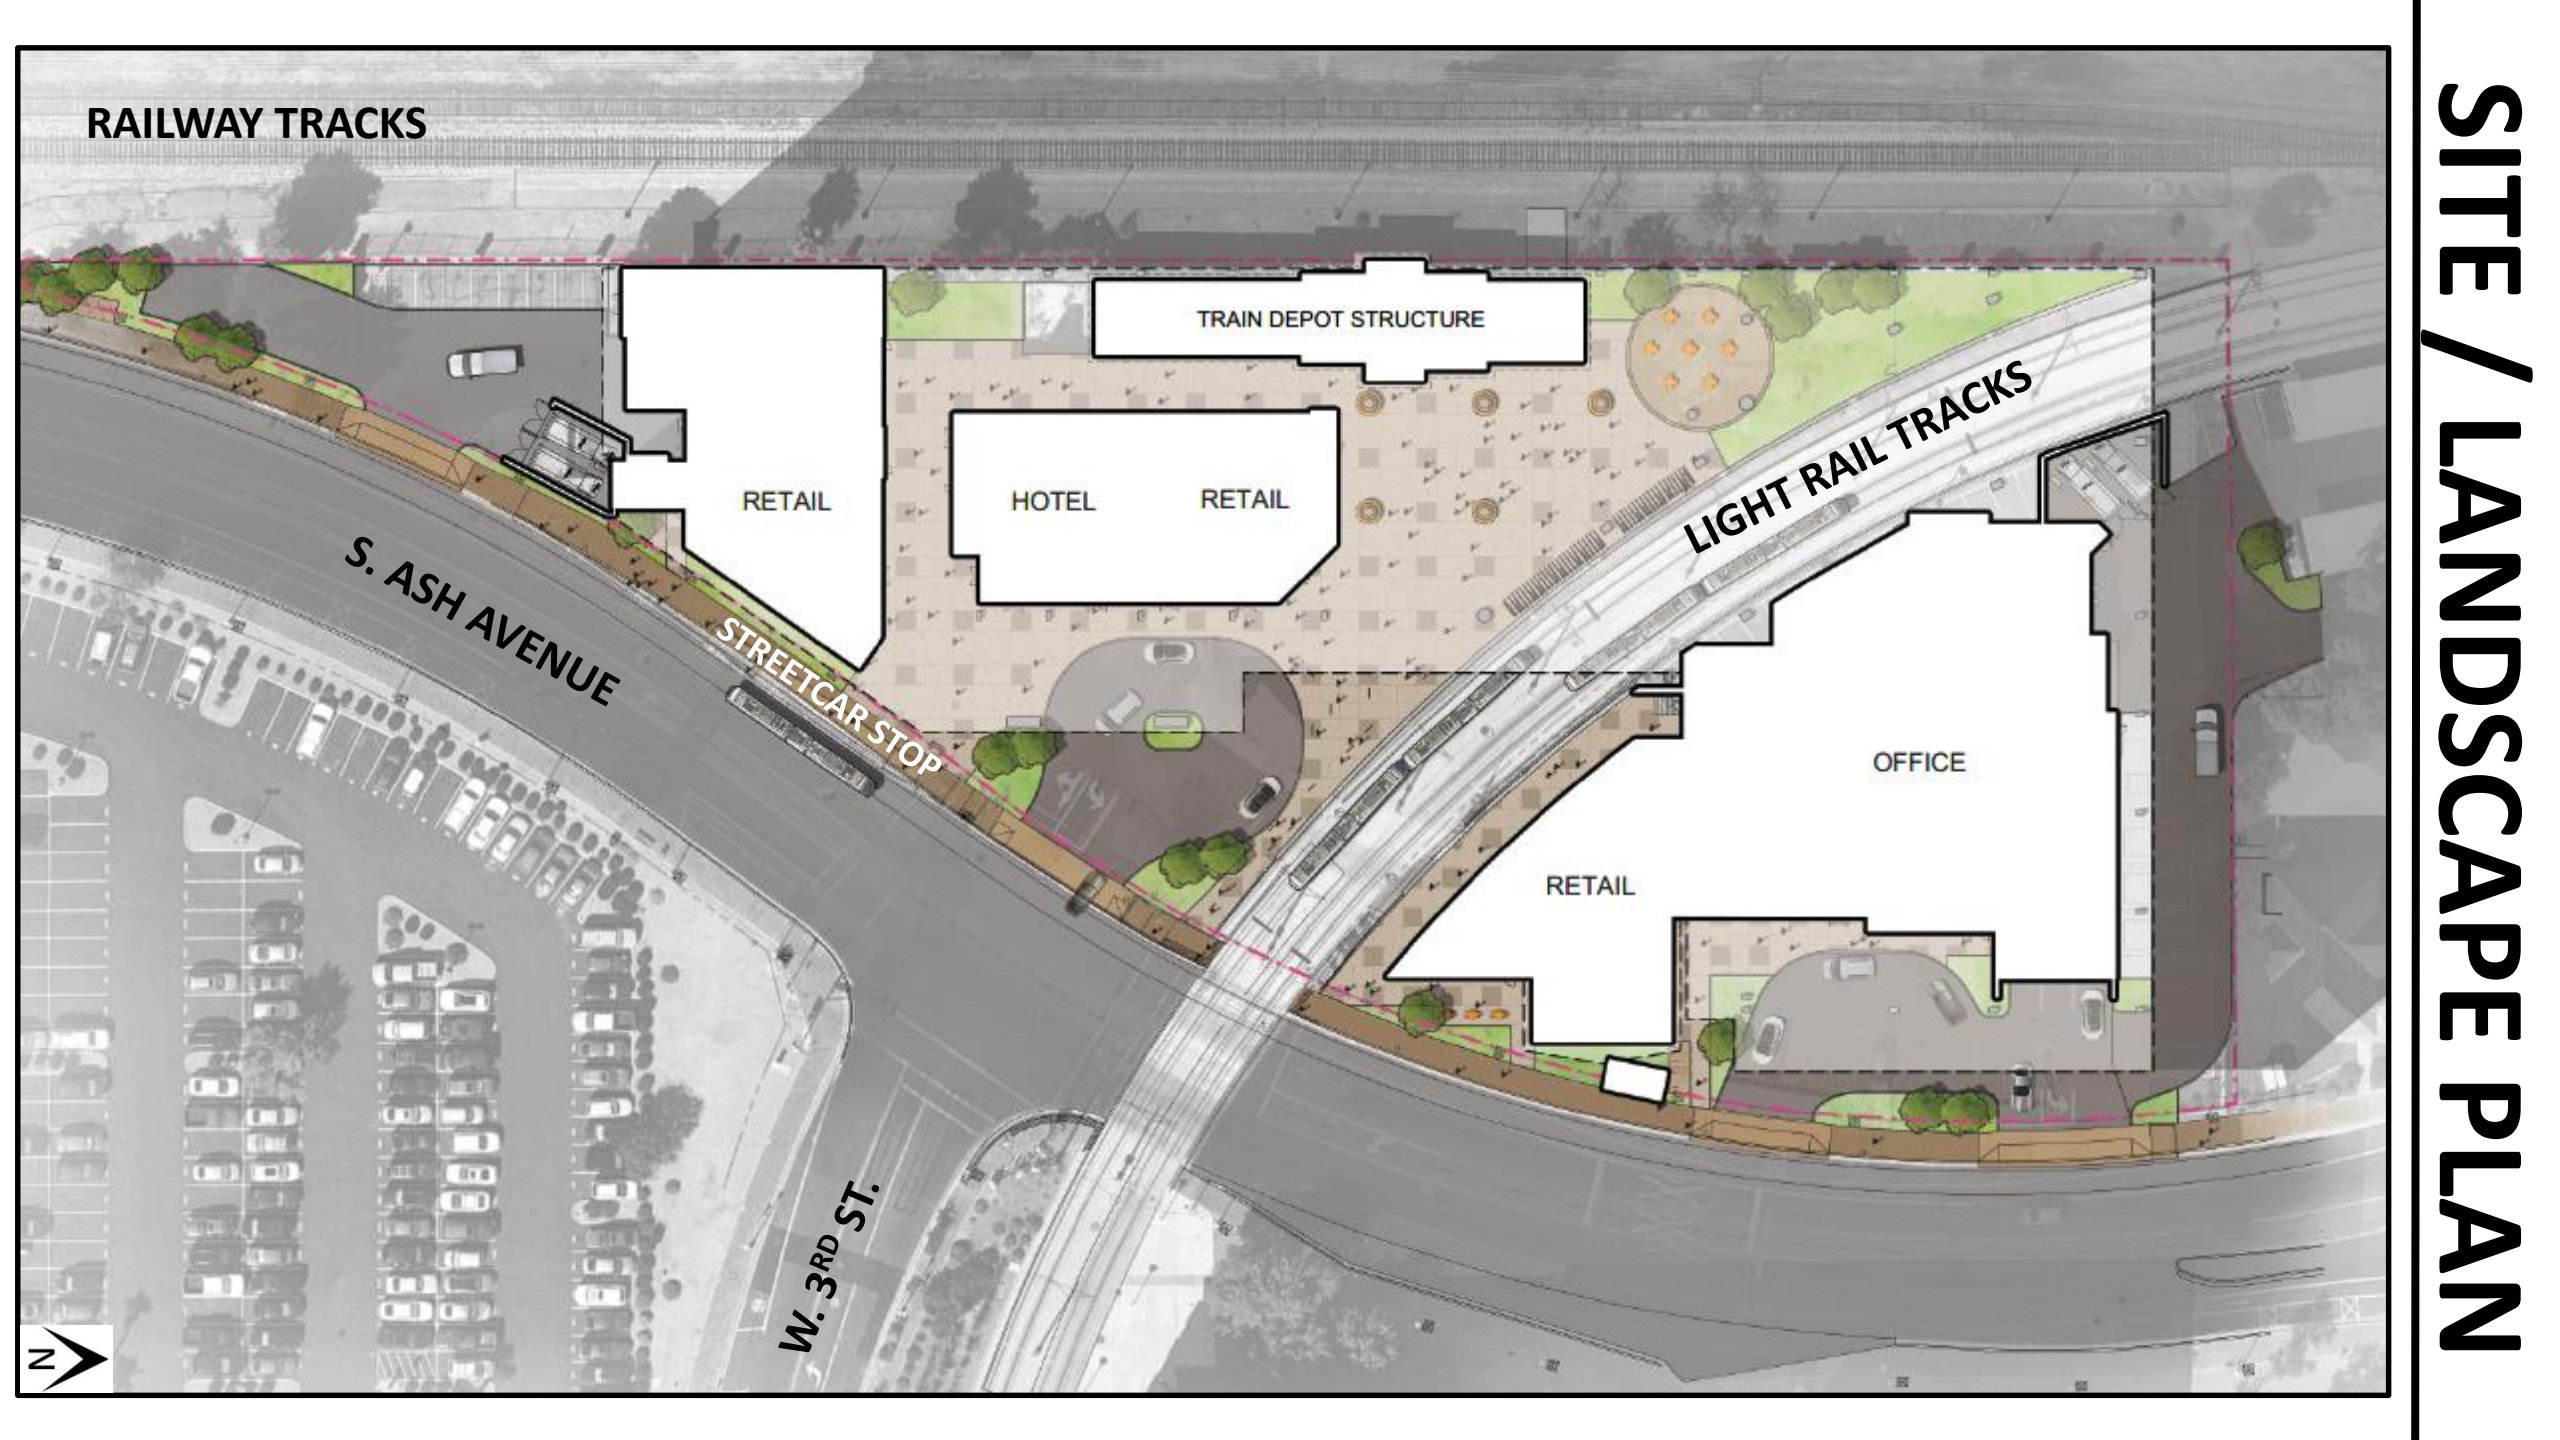 SITE / LANDSCAPE PLAN
RAILWAY TRACKS
TRAIN DEPOT STRUCTURE
RETAIL
HOTEL
RETAIL
LIGHT RAIL TRACKS
S. ASH AVENUE
STREETCAR STOP
OFFICE
RETAIL
W. 3RD ST.
N